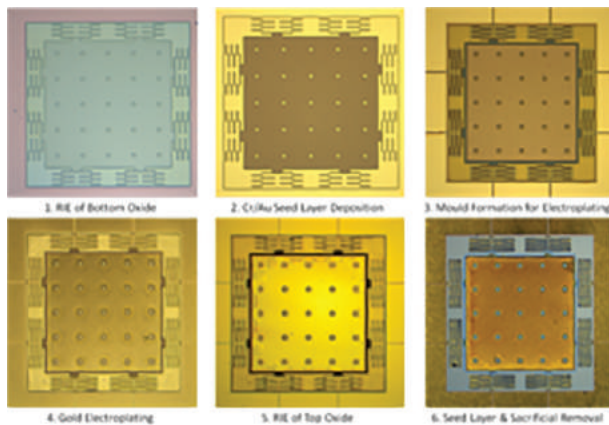 1. RIE of Bottom Oxide
2. Cr/Au Seed Layer Deposition
3. Mould Formation for Electroplating
4. Gold Electroplating
5. RIE of Top Oxide
6. Seed Layer & Sacrificial Removal